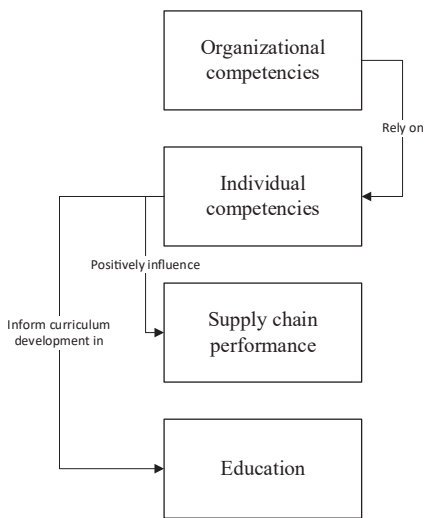 Organizational
competencies
Rely on
Individual
competencies
Positively influence
Supply chain
performance
Inform curriculum
development in
Education